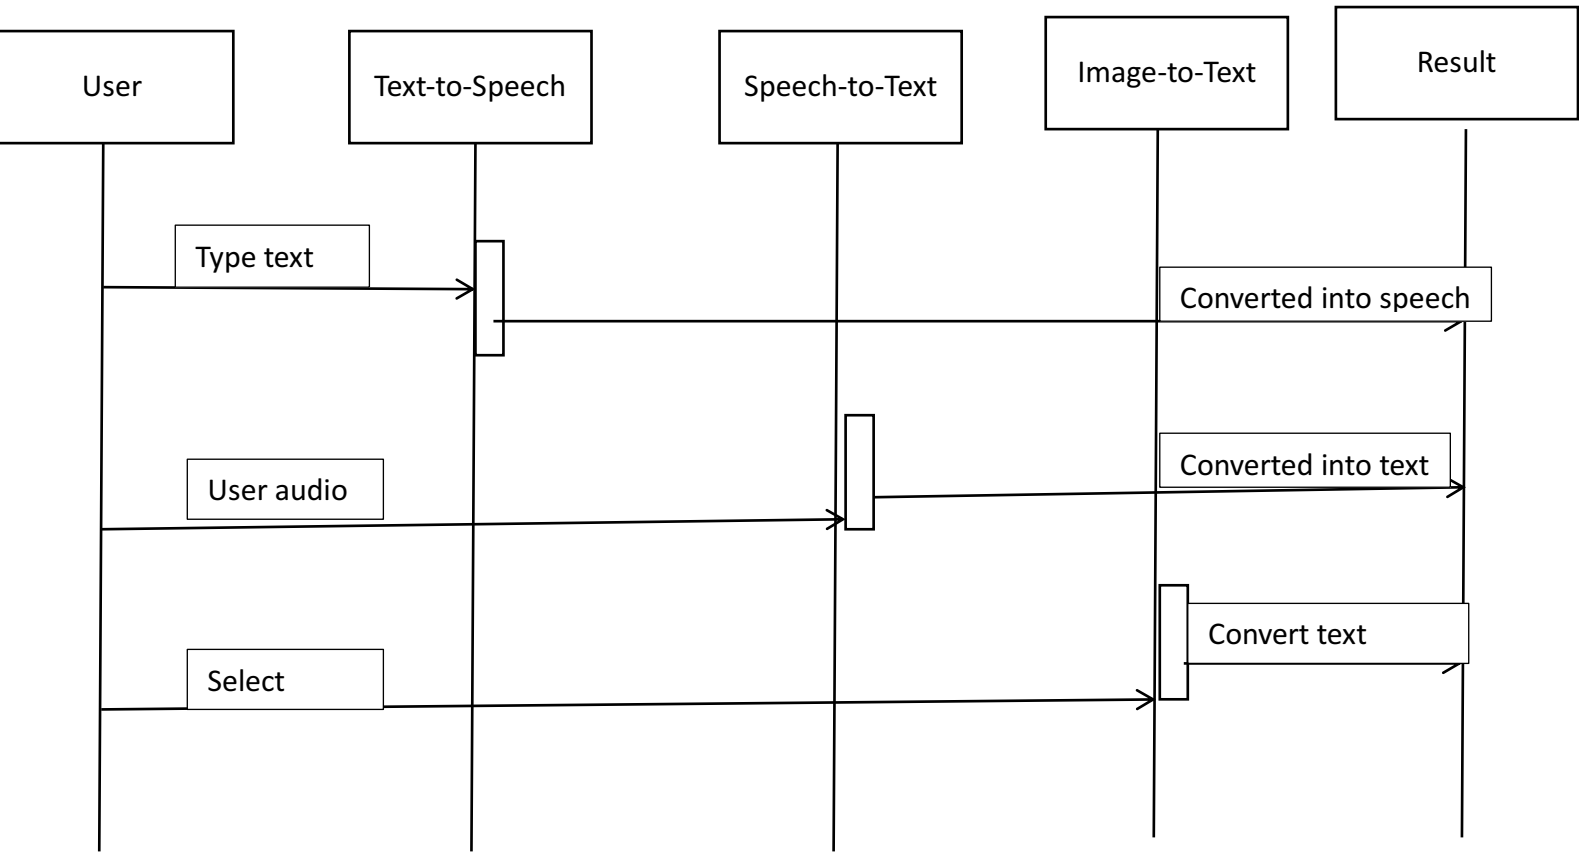 User
Text-to-Speech
Speech-to-Text
Image-to-Text
Result
Type text
Converted into speech
Converted into text
User audio
Convert text
Select